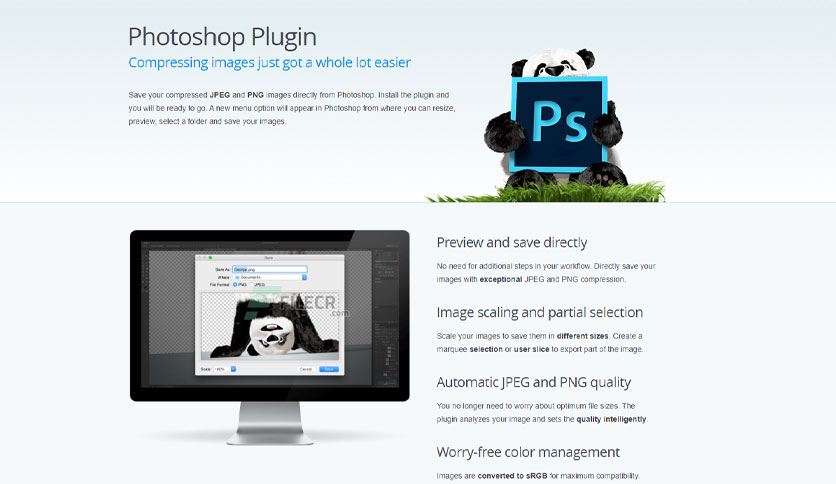 Photoshop Plugin
Compressing images just got a whole lot easier
Save your compressed JPEG and PNG images directly from Photoshop. Install the plugin and
you will be ready to go. A new menu option will appear in Photoshop from where you can resize,
preview, select a folder and save your images.
Ps
Save
Save As:
.png
Where:
Documents
File Format:
PNG
JPEG
FILECR
.com
Scale:
Cancel
Save
Preview and save directly
No need for additional steps in your workflow. Directly save your
images with exceptional JPEG and PNG compression.
Image scaling and partial selection
Scale your images to save them in different sizes. Create a
marquee selection or user slice to export part of the image.
Automatic JPEG and PNG quality
You no longer need to worry about optimum file sizes. The
plugin analyzes your image and sets the quality intelligently.
Worry-free color management
Images are converted to sRGB for maximum compatibility.